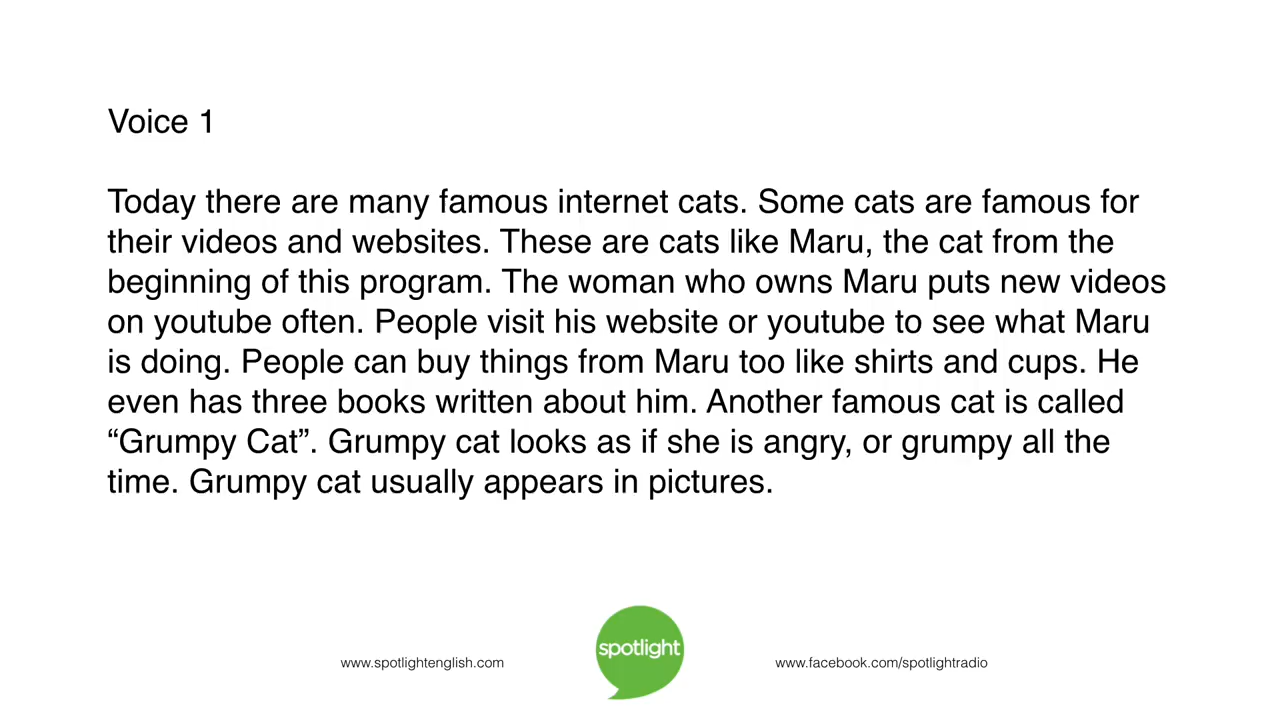 Voice 1
Today there are many famous internet cats. Some cats are famous for
their videos and websites. These are cats like Maru, the cat from the
beginning of this program. The woman who owns Maru puts new videos
on youtube often. People visit his website or youtube to see what Maru
is doing. People can buy things from Maru too like shirts and cups. He
even has three books written about him. Another famous cat is called
“Grumpy Cat”. Grumpy cat looks as if she is angry, or grumpy all the
time. Grumpy cat usually appears in pictures.
www.spotlightenglish.com
spotlight
www.facebook.com/spotlightradio